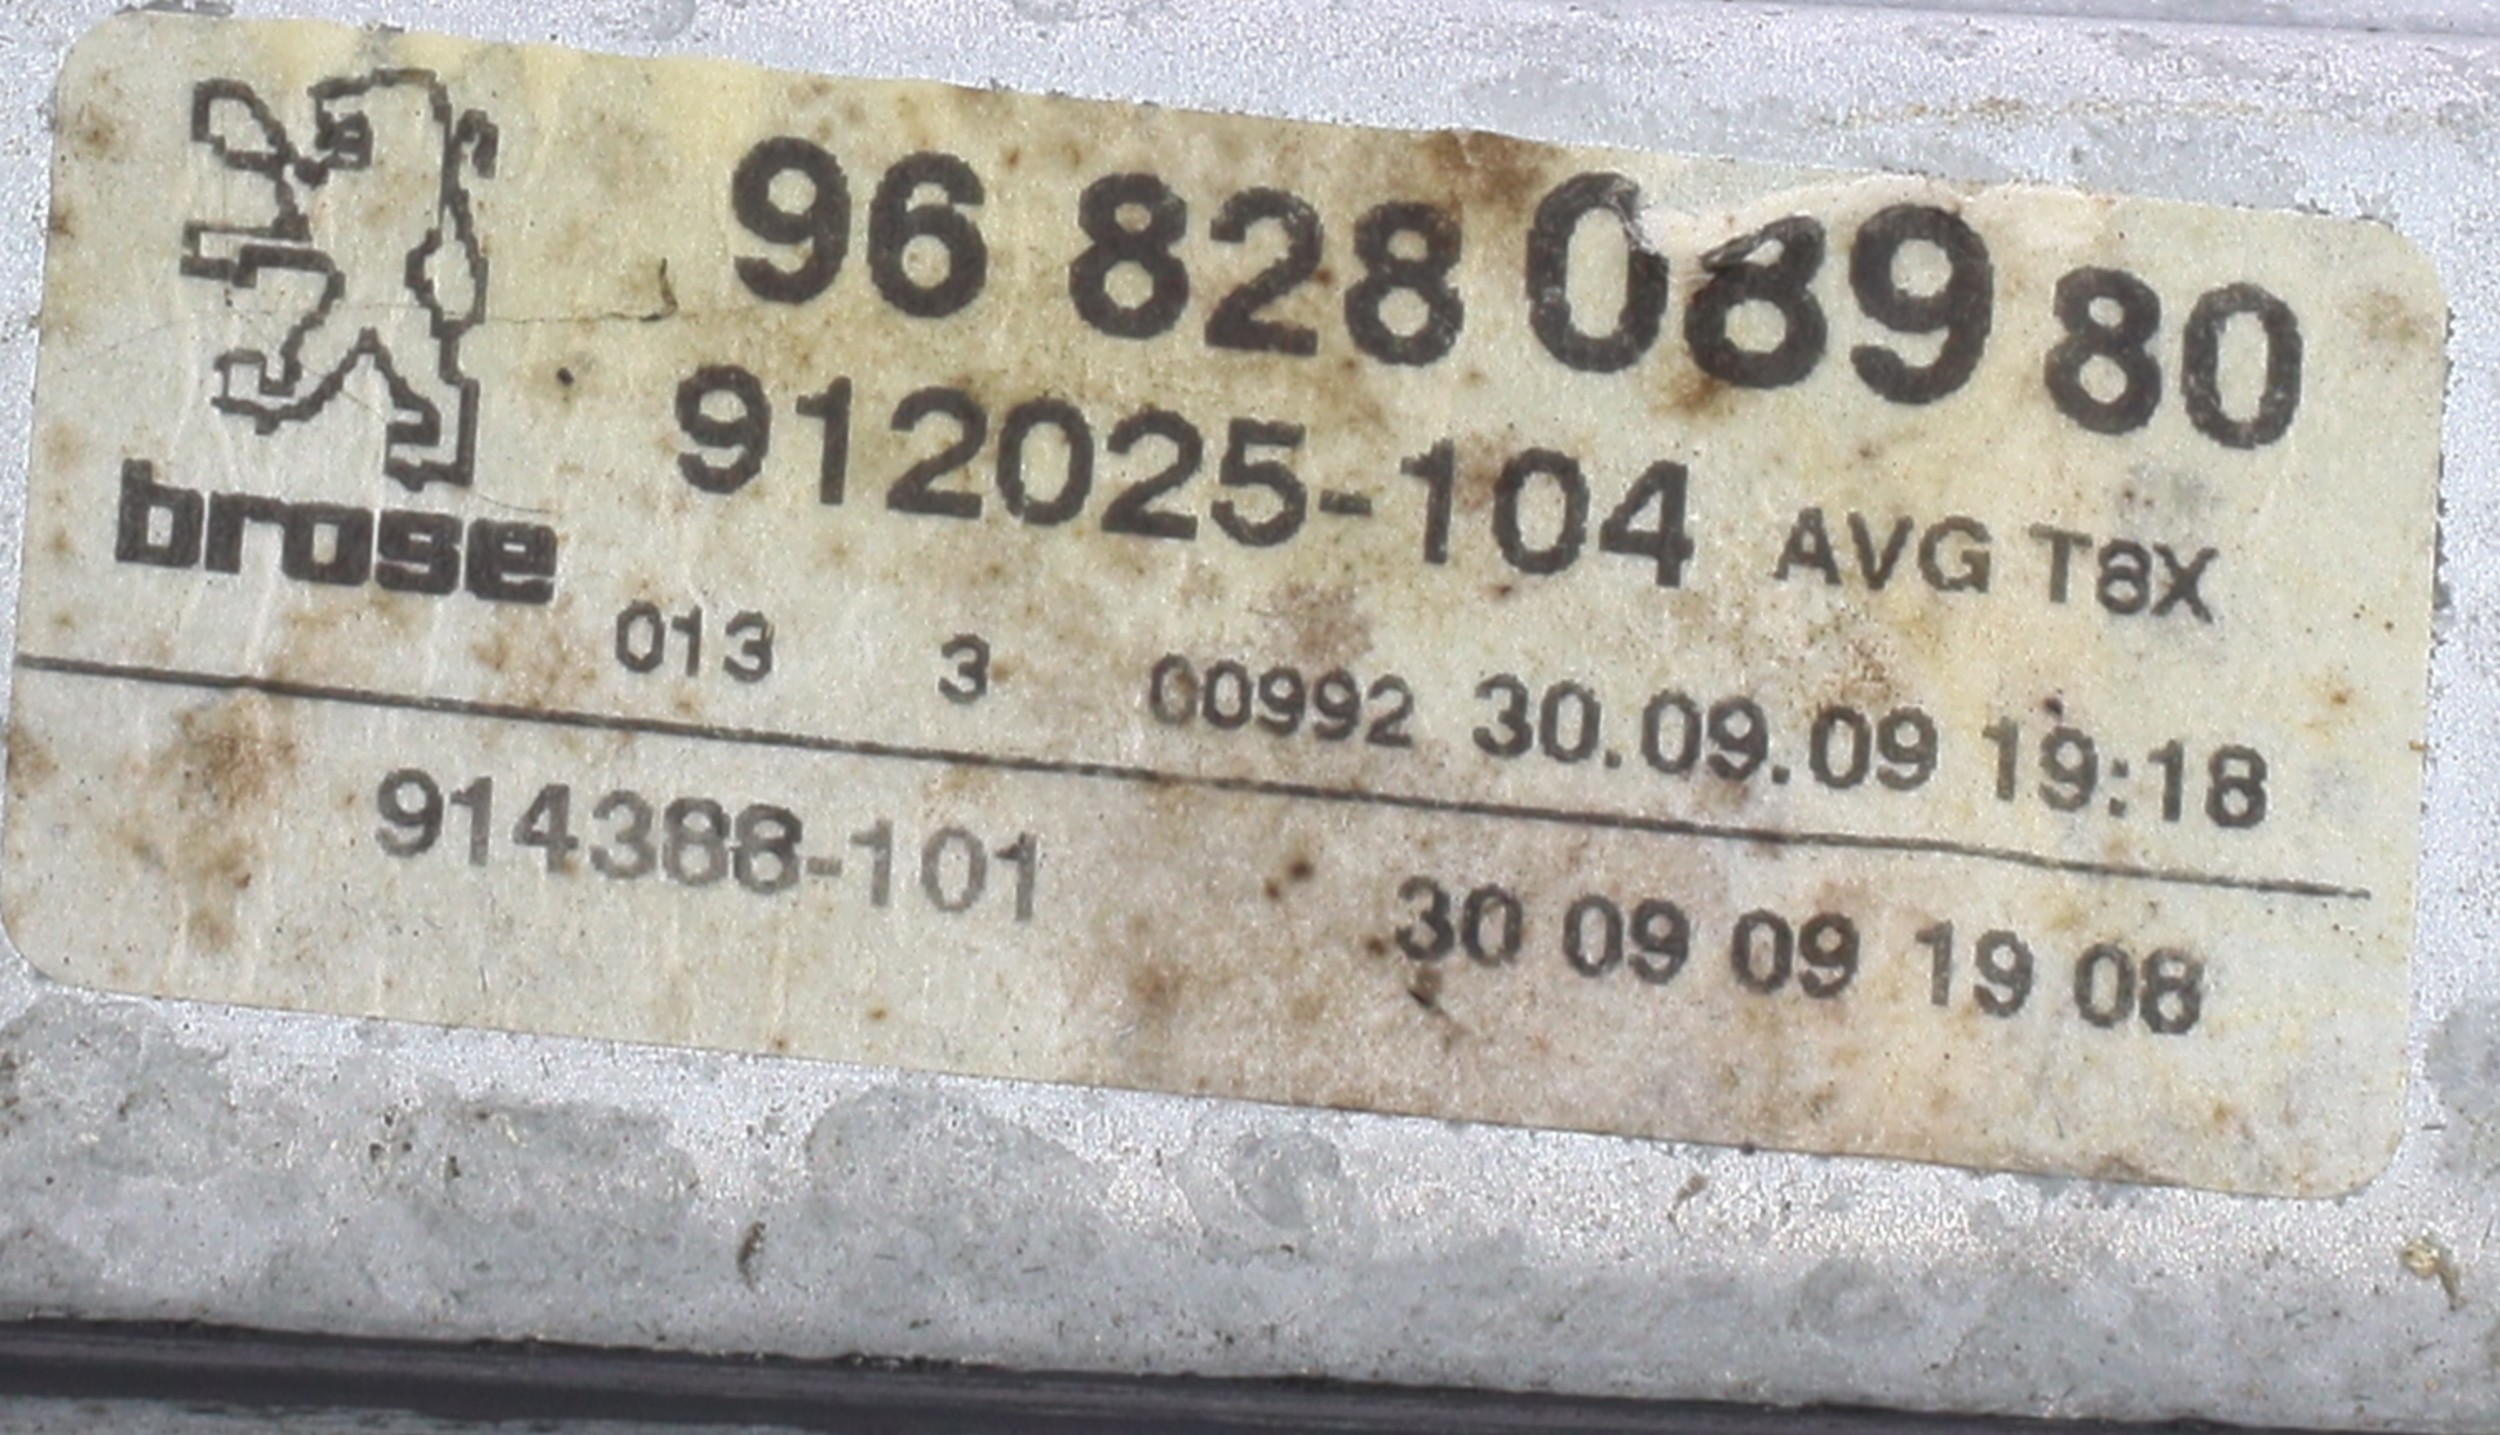 96 828 089 80
912025-104 AVG T8X
brose
013 3 00992 30.09.09 19:18
914388-101 30 09 09 19 08